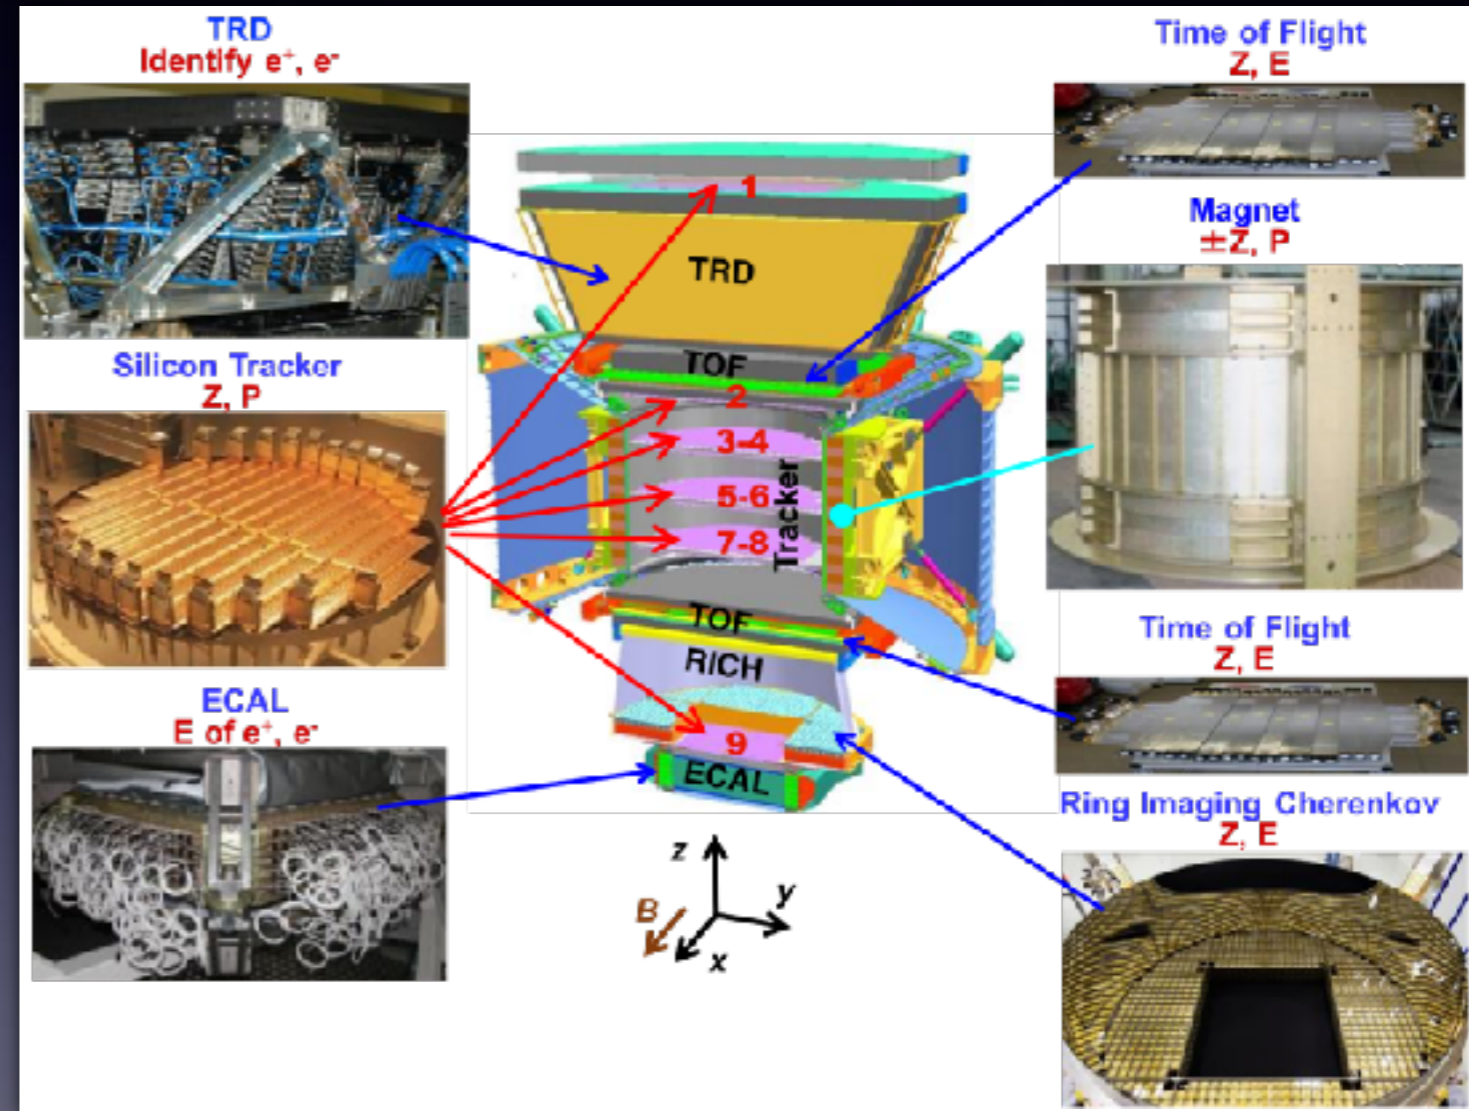 TRD
Identify e⁺, e⁻
Silicon Tracker
Z, P
ECAL
E of e⁺, e⁻
1
TRD
TOF
2
3-4
5-6
7-8
Tracker
TOF
RICH
9
ECAL
z
y
B
x
Time of Flight
Z, E
Magnet
±Z, P
Time of Flight
Z, E
Ring Imaging Cherenkov
Z, E